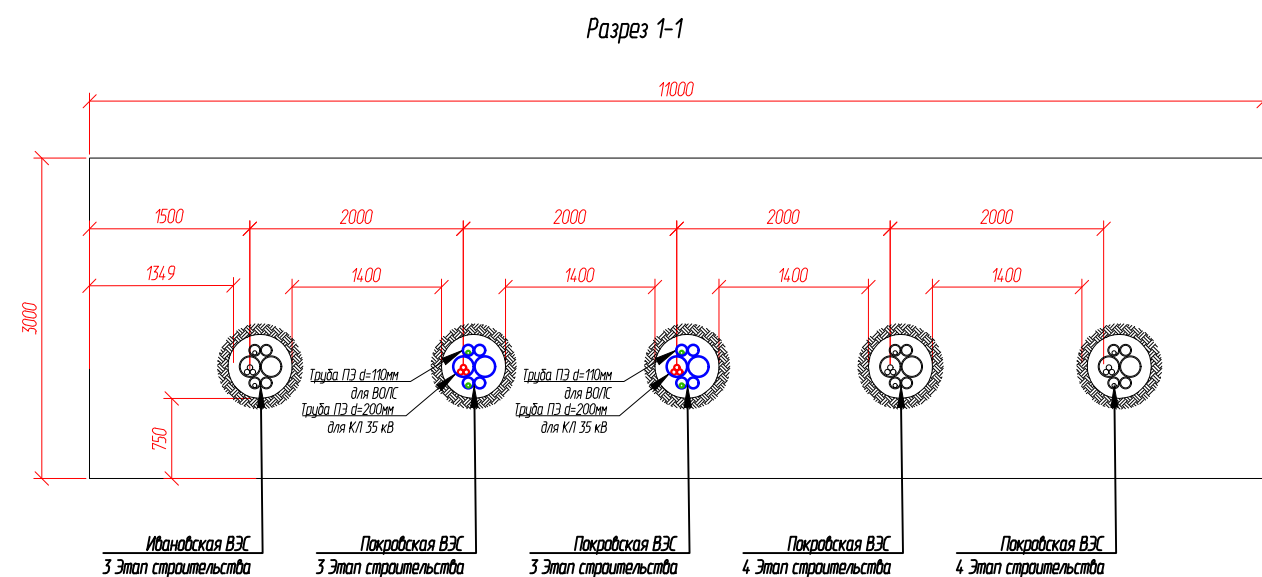 Разрез 1-1
11000
1500
2000
2000
2000
2000
1349
1400
1400
1400
1400
3000
750
Труба ПЭ d=110мм
для ВОЛС
Труба ПЭ d=200мм
для КЛ 35 кВ
Труба ПЭ d=110мм
для ВОЛС
Труба ПЭ d=200мм
для КЛ 35 кВ
Ивановская ВЭС
3 Этап строительства
Покровская ВЭС
3 Этап строительства
Покровская ВЭС
3 Этап строительства
Покровская ВЭС
4 Этап строительства
Покровская ВЭС
4 Этап строительства